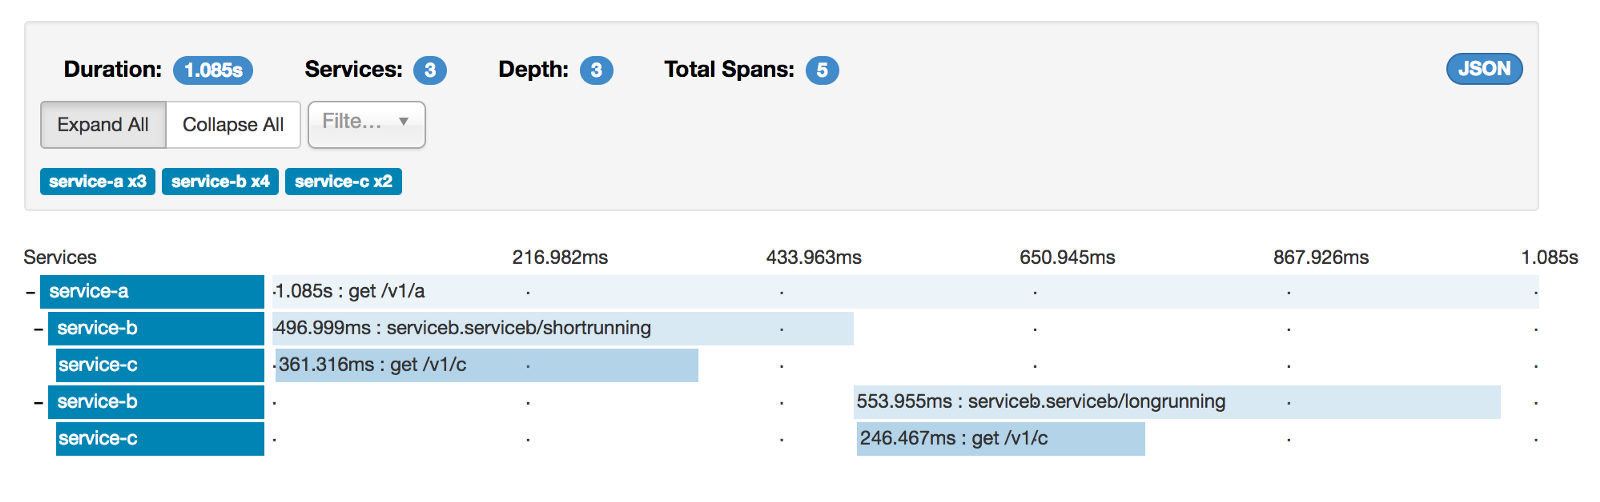 Duration: 1.085s Services: 3 Depth: 3 Total Spans: 5 JSON
Expand All Collapse All Filte... ▼
service-a x3 service-b x4 service-c x2
Services 216.982ms 433.963ms 650.945ms 867.926ms 1.085s
– service-a 1.085s : get /v1/a
– service-b 496.999ms : serviceb.serviceb/shortrunning
service-c 361.316ms : get /v1/c
– service-b 553.955ms : serviceb.serviceb/longrunning
service-c 246.467ms : get /v1/c